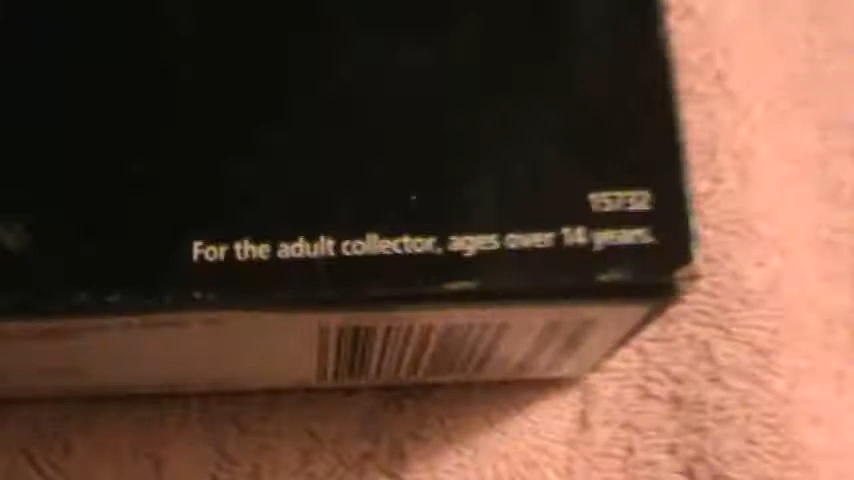 15732
For the adult collector, ages over 14 years.